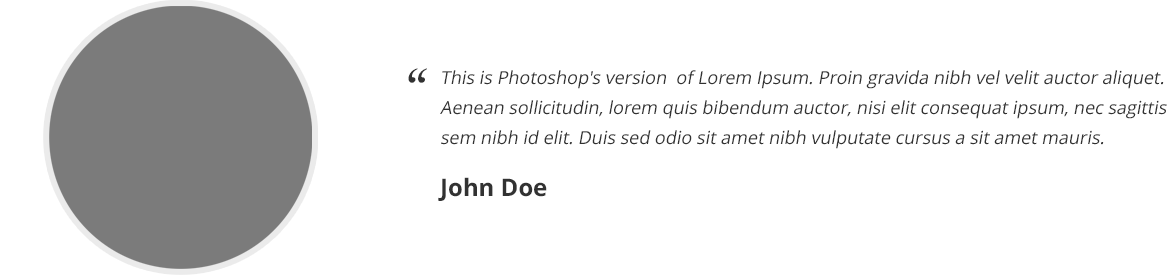 “ This is Photoshop's version  of Lorem Ipsum. Proin gravida nibh vel velit auctor aliquet.
Aenean sollicitudin, lorem quis bibendum auctor, nisi elit consequat ipsum, nec sagittis
sem nibh id elit. Duis sed odio sit amet nibh vulputate cursus a sit amet mauris.
John Doe